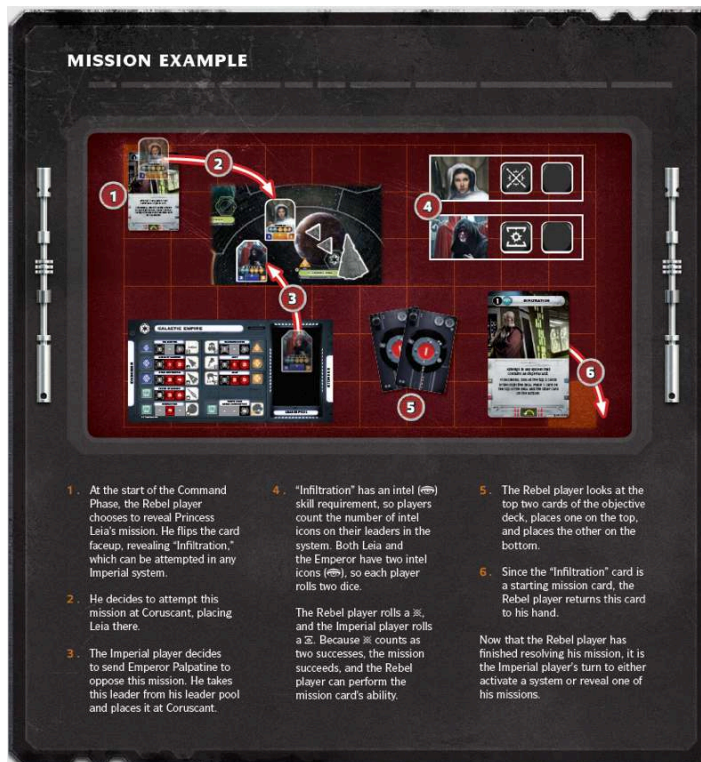 MISSION EXAMPLE
1
2
3
4
5
6
GALACTIC EMPIRE
1
INFILTRATION
1. At the start of the Command
Phase, the Rebel player
chooses to reveal Princess
Leia's mission. He flips the card
faceup, revealing “Infiltration,”
which can be attempted in any
Imperial system.
2. He decides to attempt this
mission at Coruscant, placing
Leia there.
3. The Imperial player decides
to send Emperor Palpatine to
oppose this mission. He takes
this leader from his leader pool
and places it at Coruscant.
4. “Infiltration” has an intel ( )
skill requirement, so players
count the number of intel
icons on their leaders in the
system. Both Leia and
the Emperor have two intel
icons ( ), so each player
rolls two dice.
The Rebel player rolls a ,
and the Imperial player rolls
a . Because counts as
two successes, the mission
succeeds, and the Rebel
player can perform the
mission card's ability.
5. The Rebel player looks at the
top two cards of the objective
deck, places one on the top,
and places the other on the
bottom.
6. Since the “Infiltration” card is
a starting mission card, the
Rebel player returns this card
to his hand.
Now that the Rebel player has
finished resolving his mission, it is
the Imperial player's turn to either
activate a system or reveal one of
his missions.